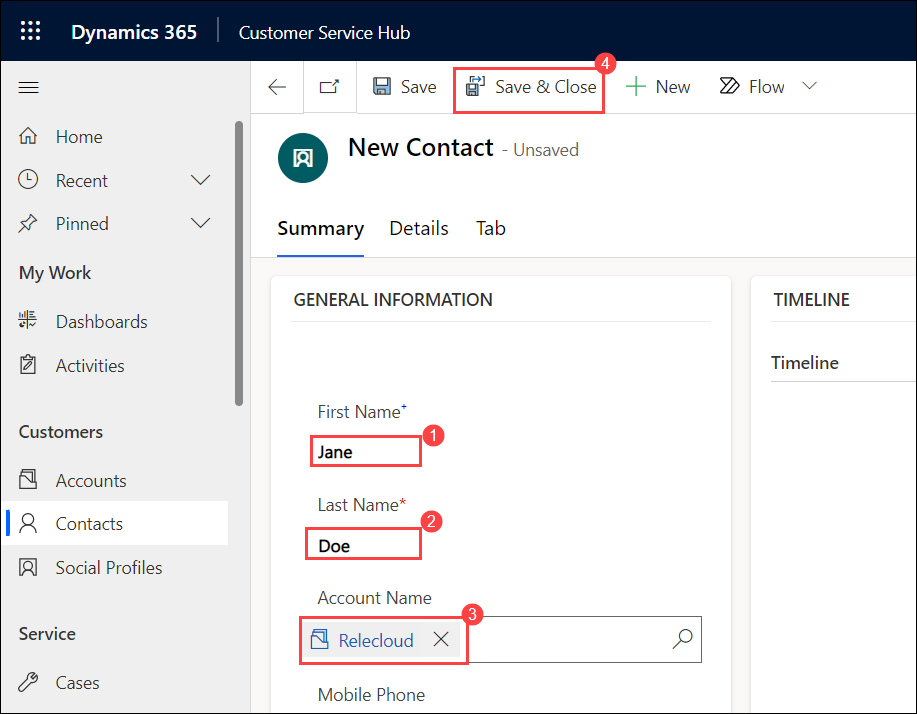 Dynamics 365 Customer Service Hub
4
Save Save & Close New Flow
Home
Recent
Pinned
My Work
Dashboards
Activities
Customers
Accounts
Contacts
Social Profiles
Service
Cases
New Contact - Unsaved
Summary Details Tab
GENERAL INFORMATION
First Name+
1
Jane
Last Name*
2
Doe
Account Name
3
Relecloud
Mobile Phone
TIMELINE
Timeline